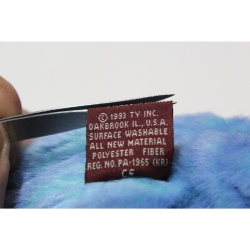 © 1993 TY INC.
OAKBROOK IL., U.S.A.
SURFACE WASHABLE
ALL NEW MATERIAL
POLYESTER FIBER
REG. NO. PA-1965 (KR)
CE